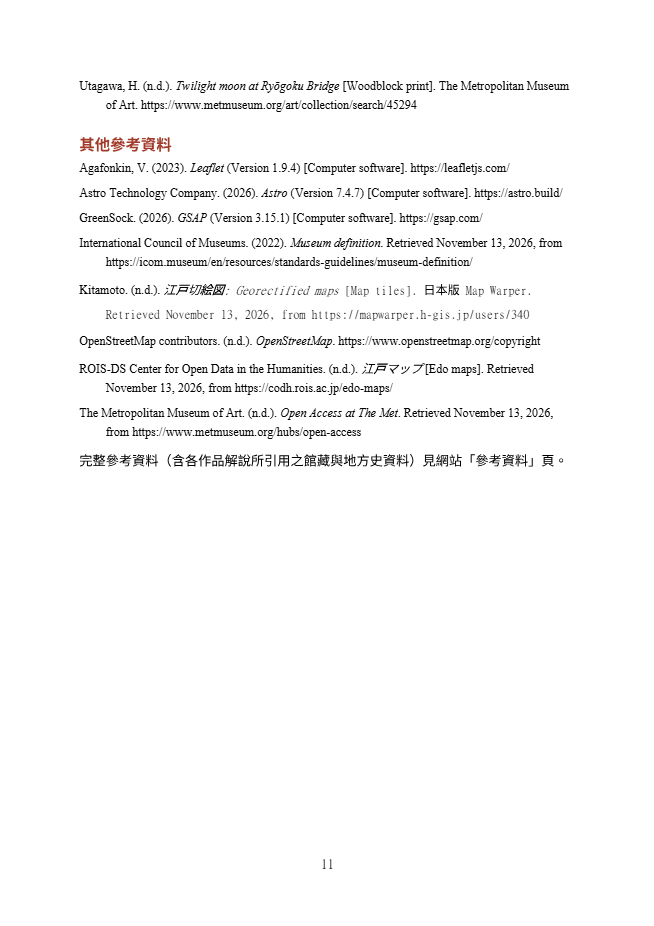 Utagawa, H. (n.d.). Twilight moon at Ryōgoku Bridge [Woodblock print]. The Metropolitan Museum
of Art. https://www.metmuseum.org/art/collection/search/45294
其他參考資料
Agafonkin, V. (2023). Leaflet (Version 1.9.4) [Computer software]. https://leafletjs.com/
Astro Technology Company. (2026). Astro (Version 7.4.7) [Computer software]. https://astro.build/
GreenSock. (2026). GSAP (Version 3.15.1) [Computer software]. https://gsap.com/
International Council of Museums. (2022). Museum definition. Retrieved November 13, 2026, from
https://icom.museum/en/resources/standards-guidelines/museum-definition/
Kitamoto. (n.d.). 江戸切絵図: Georectified maps [Map tiles]. 日本版 Map Warper.
Retrieved November 13, 2026, from https://mapwarper.h-gis.jp/users/340
OpenStreetMap contributors. (n.d.). OpenStreetMap. https://www.openstreetmap.org/copyright
ROIS-DS Center for Open Data in the Humanities. (n.d.). 江戸マップ [Edo maps]. Retrieved
November 13, 2026, from https://codh.rois.ac.jp/edo-maps/
The Metropolitan Museum of Art. (n.d.). Open Access at The Met. Retrieved November 13, 2026,
from https://www.metmuseum.org/hubs/open-access
完整參考資料（含各作品解說所引用之館藏與地方史資料）見網站「參考資料」頁。
11